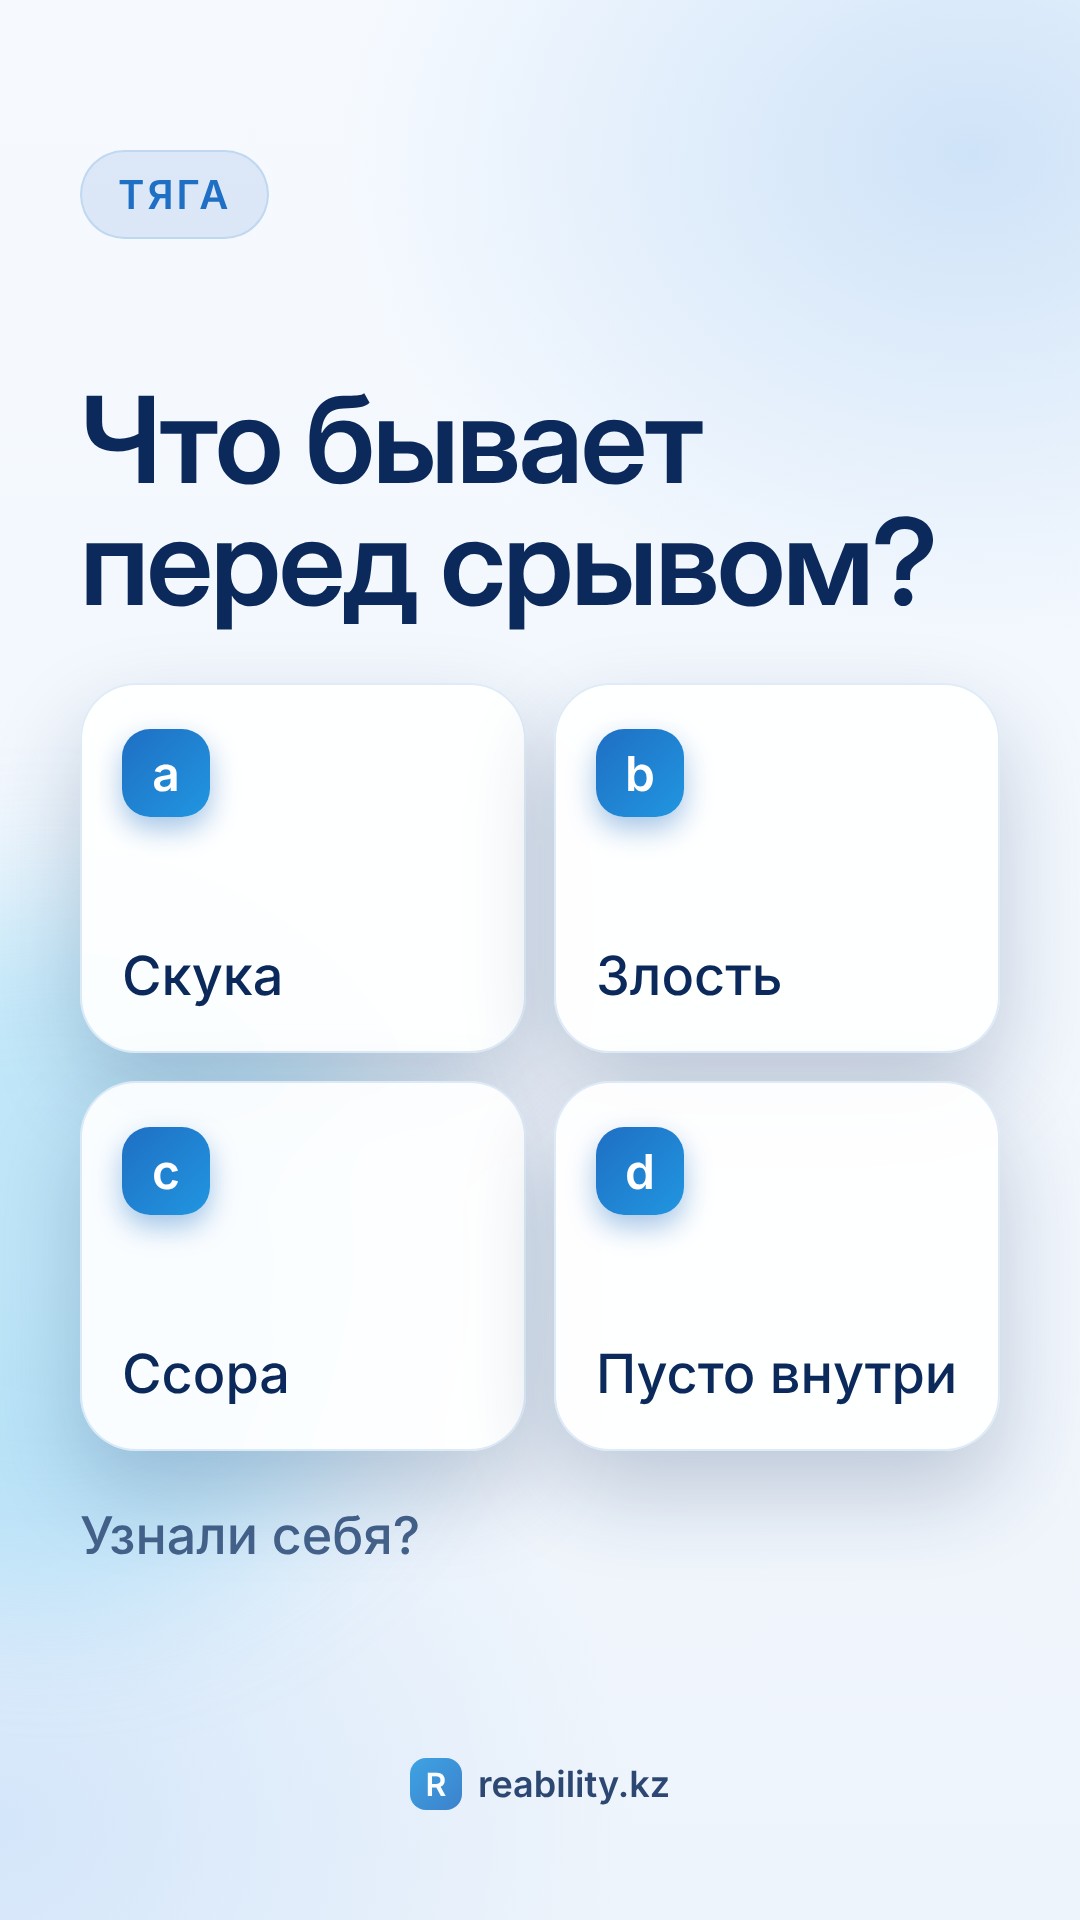 ТЯГА
Что бывает
перед срывом?
a
Скука
b
Злость
c
Ссора
d
Пусто внутри
Узнали себя?
R reability.kz